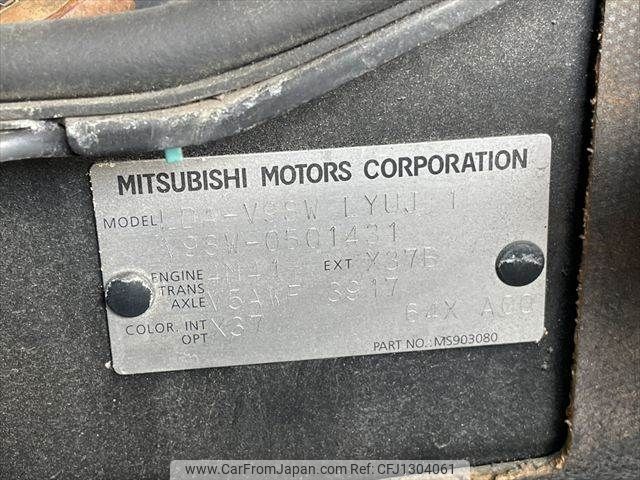 MITSUBISHI MOTORS CORPORATION
MODEL LDA-V98W LYUJ 1
V98W-0501431
ENGINE 4M41 EXT X37B
TRANS AXLE V5AWF 3917
COLOR, INT OPT X37 64X A00
PART NO.: MS903080
www.carfromjapan.com REF No. CFJ1304061